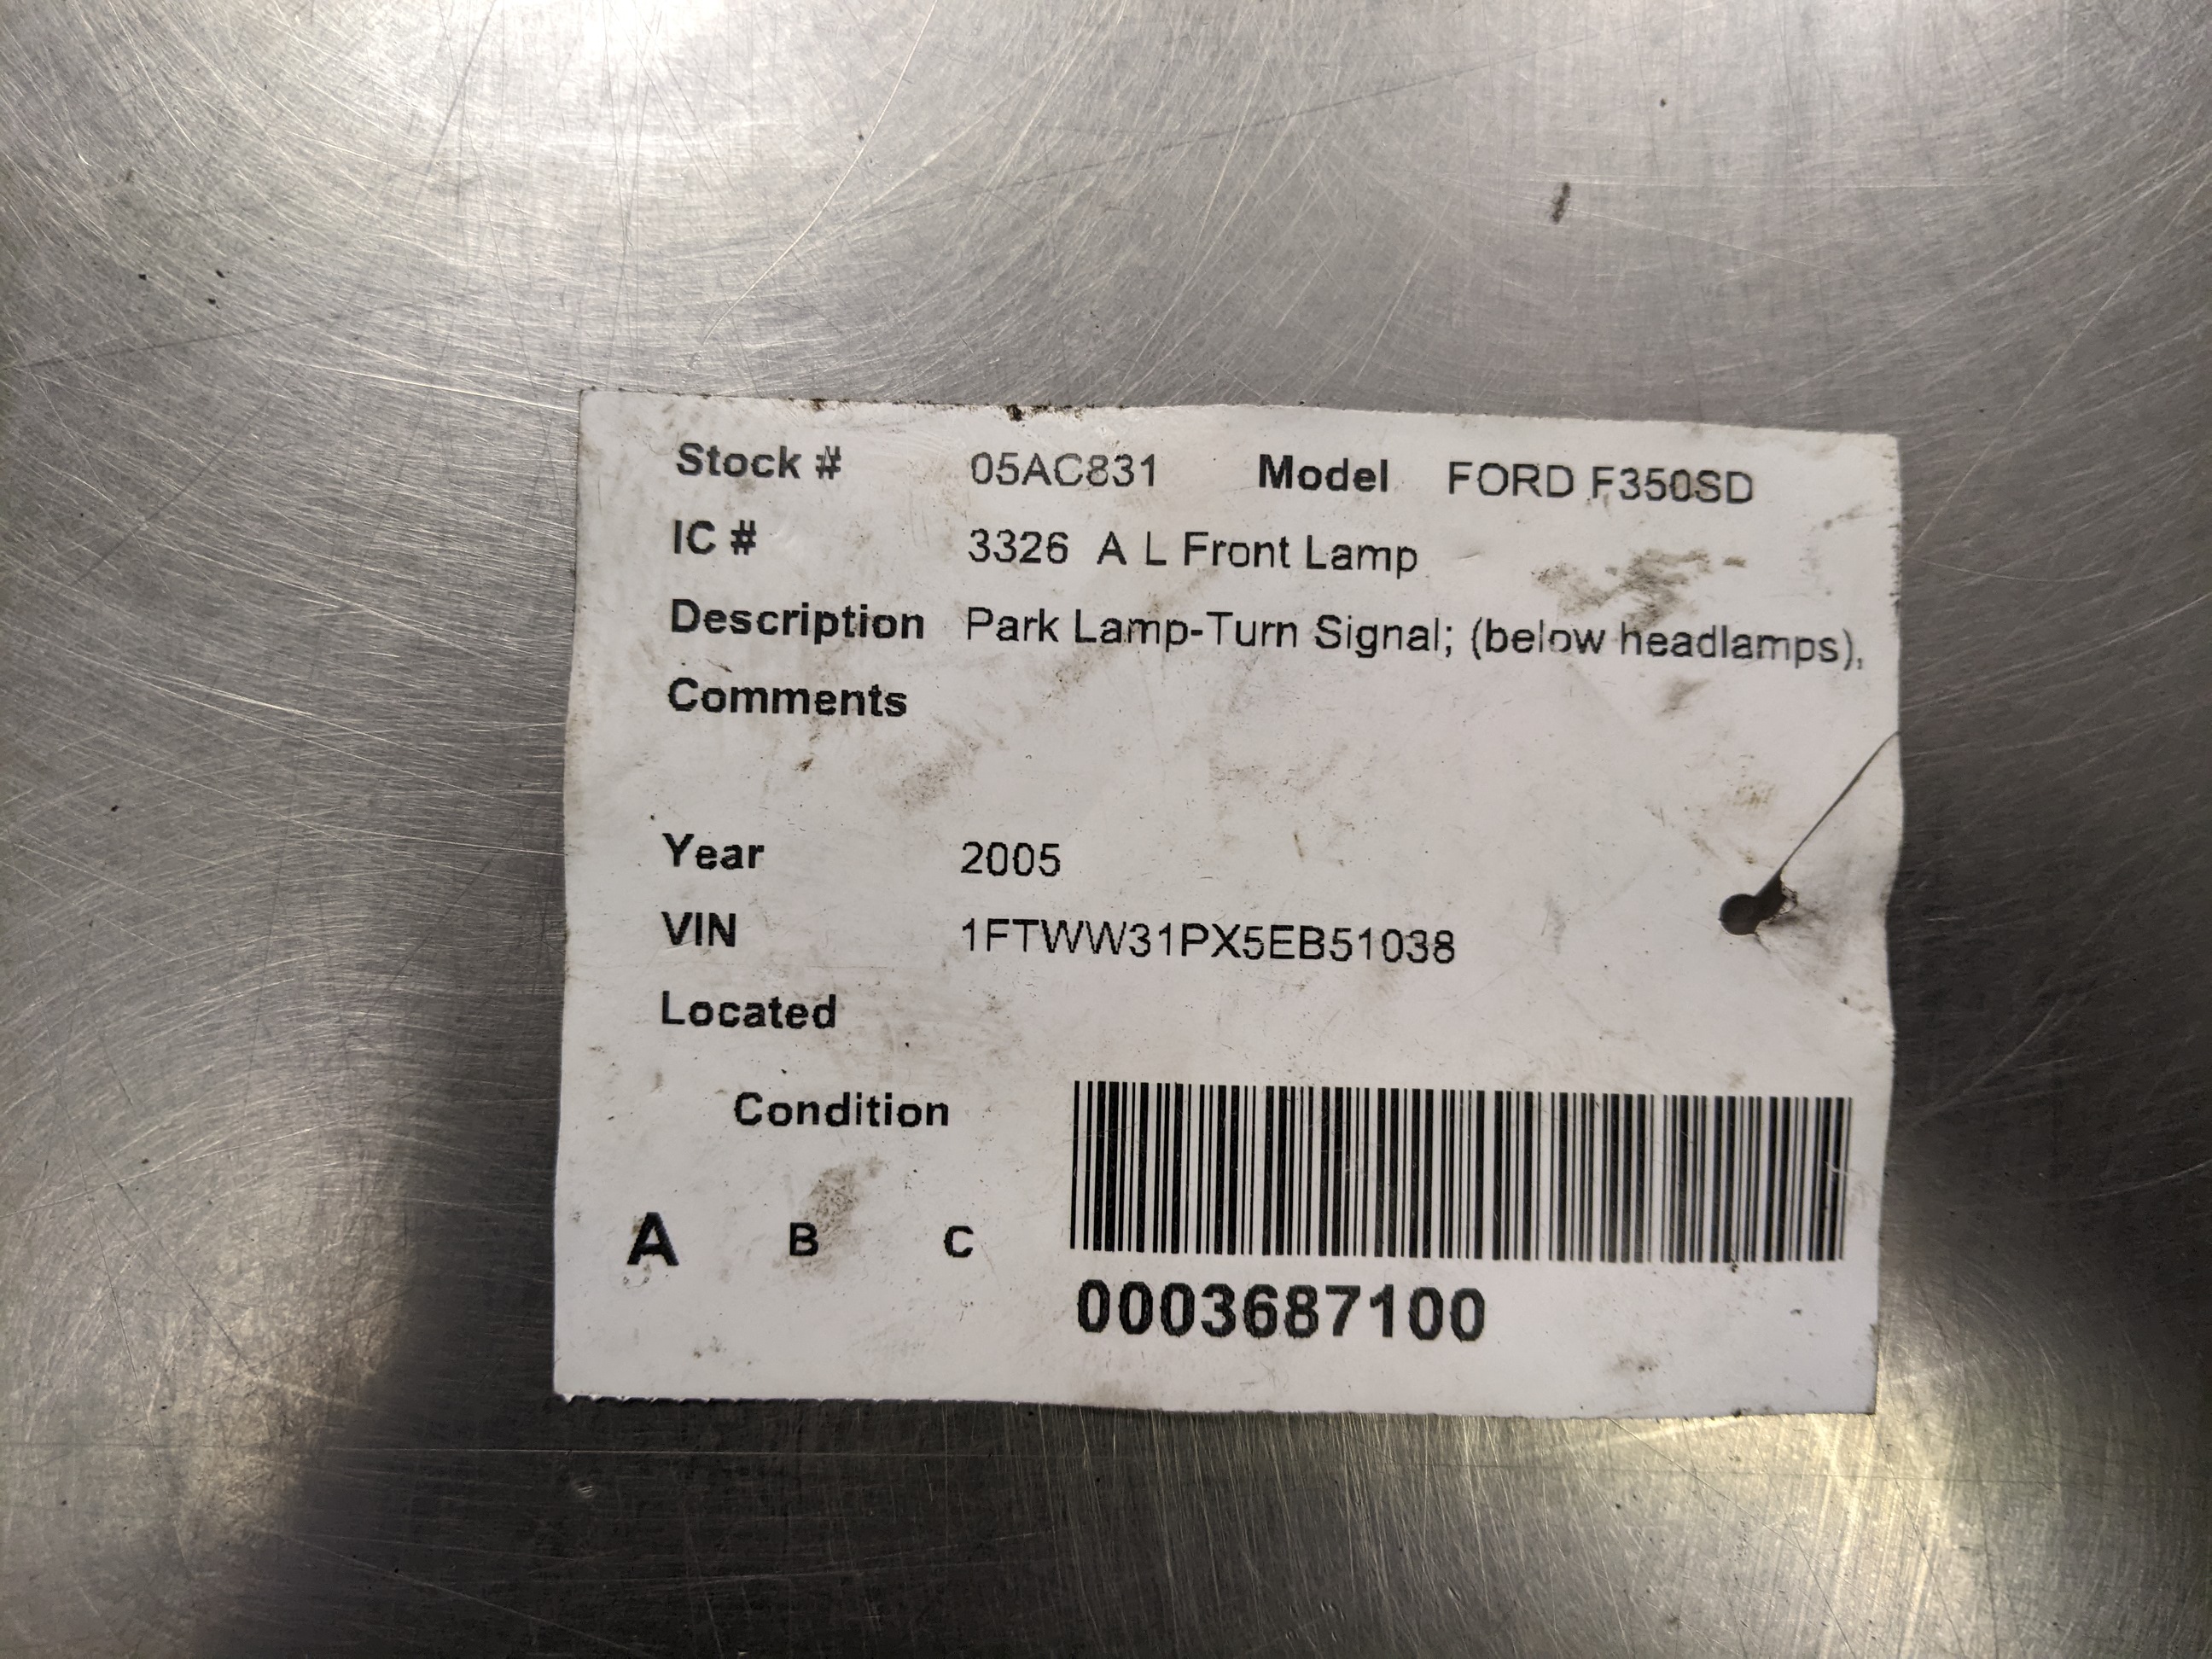 Stock # 05AC831 Model FORD F350SD
IC # 3326 A L Front Lamp
Description Park Lamp-Turn Signal; (below headlamps),
Comments
Year 2005
VIN 1FTWW31PX5EB51038
Located
Condition
A B C
0003687100